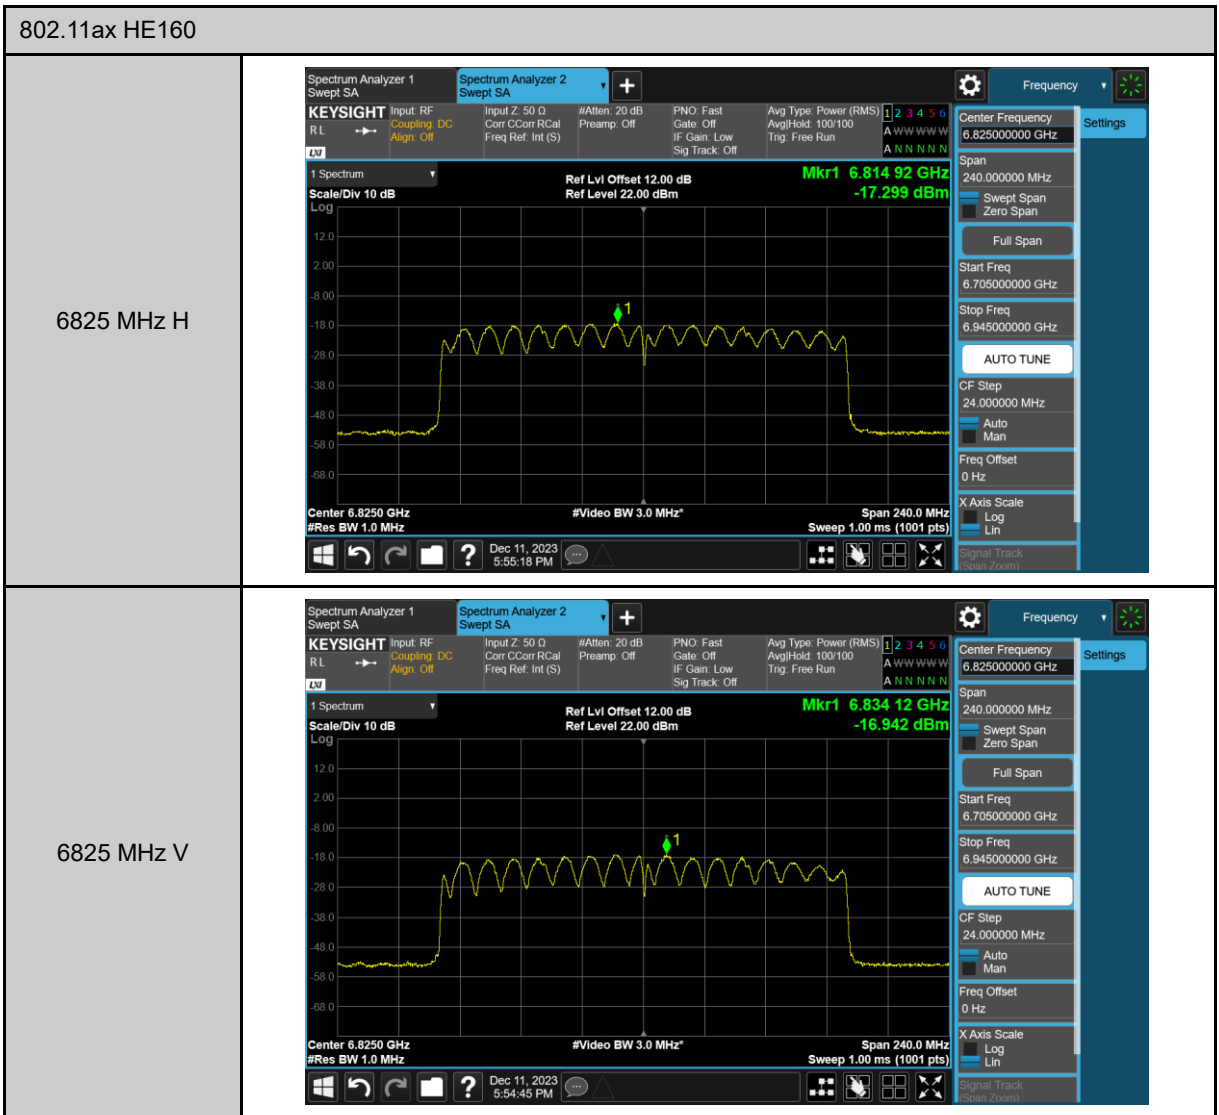 802.11ax HE160
6825 MHz H
Spectrum Analyzer 1
Swept SA
Spectrum Analyzer 2
Swept SA
▼
+
Frequency ▼
KEYSIGHT
RL
LXI
Input: RF
Coupling: DC
Align: Off
Input Z: 50 Ω
Corr CCorr RCal
Freq Ref: Int (S)
#Atten: 20 dB
Preamp: Off
PNO: Fast
Gate: Off
IF Gain: Low
Sig Track: Off
Avg Type: Power (RMS)
Avg|Hold: 100/100
Trig: Free Run
1 2 3 4 5 6
A W W W W W
A N N N N N
1 Spectrum ▼
Scale/Div 10 dB
Log
Ref Lvl Offset 12.00 dB
Ref Level 22.00 dBm
Mkr1 6.814 92 GHz
-17.299 dBm
12.0
2.00
-8.00
1
-18.0
-28.0
-38.0
-48.0
-58.0
-68.0
Center 6.8250 GHz
#Res BW 1.0 MHz
#Video BW 3.0 MHz*
Span 240.0 MHz
Sweep 1.00 ms (1001 pts)
?
Dec 11, 2023
5:55:18 PM
Center Frequency
6.825000000 GHz
Settings
Span
240.000000 MHz
Swept Span
Zero Span
Full Span
Start Freq
6.705000000 GHz
Stop Freq
6.945000000 GHz
AUTO TUNE
CF Step
24.000000 MHz
Auto
Man
Freq Offset
0 Hz
X Axis Scale
Log
Lin
Signal Track
(Span Zoom)
6825 MHz V
Spectrum Analyzer 1
Swept SA
Spectrum Analyzer 2
Swept SA
▼
+
Frequency ▼
KEYSIGHT
RL
LXI
Input: RF
Coupling: DC
Align: Off
Input Z: 50 Ω
Corr CCorr RCal
Freq Ref: Int (S)
#Atten: 20 dB
Preamp: Off
PNO: Fast
Gate: Off
IF Gain: Low
Sig Track: Off
Avg Type: Power (RMS)
Avg|Hold: 100/100
Trig: Free Run
1 2 3 4 5 6
A W W W W W
A N N N N N
1 Spectrum ▼
Scale/Div 10 dB
Log
Ref Lvl Offset 12.00 dB
Ref Level 22.00 dBm
Mkr1 6.834 12 GHz
-16.942 dBm
12.0
2.00
-8.00
1
-18.0
-28.0
-38.0
-48.0
-58.0
-68.0
Center 6.8250 GHz
#Res BW 1.0 MHz
#Video BW 3.0 MHz*
Span 240.0 MHz
Sweep 1.00 ms (1001 pts)
?
Dec 11, 2023
5:54:45 PM
Center Frequency
6.825000000 GHz
Settings
Span
240.000000 MHz
Swept Span
Zero Span
Full Span
Start Freq
6.705000000 GHz
Stop Freq
6.945000000 GHz
AUTO TUNE
CF Step
24.000000 MHz
Auto
Man
Freq Offset
0 Hz
X Axis Scale
Log
Lin
Signal Track
(Span Zoom)